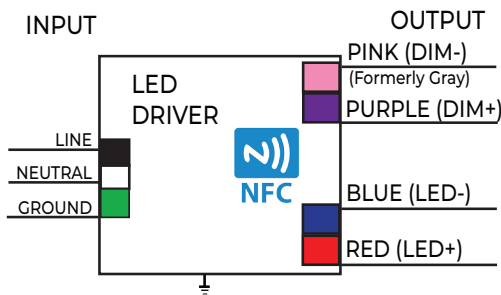 INPUT
OUTPUT
PINK (DIM-)
(Formerly Gray)
PURPLE (DIM+)
LED
DRIVER
LINE
NEUTRAL
GROUND
NFC
BLUE (LED-)
RED (LED+)